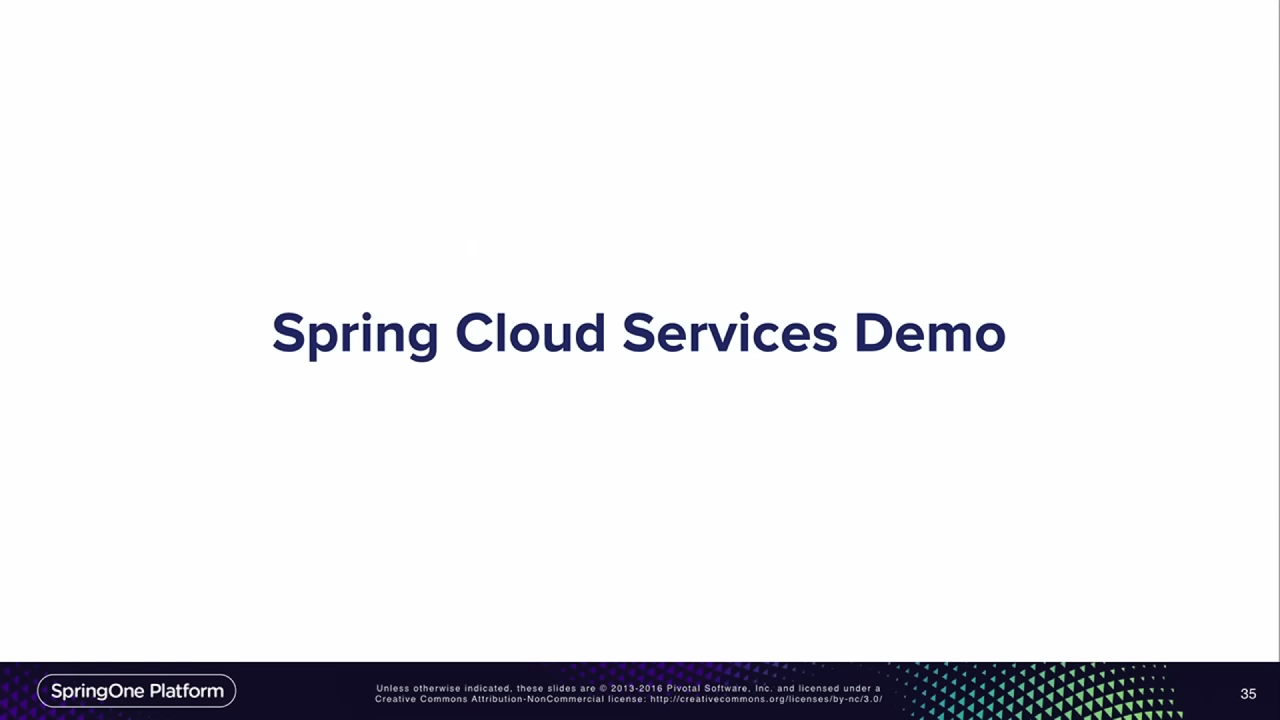 Spring Cloud Services Demo
SpringOne Platform
Unless otherwise indicated, these slides are © 2013-2016 Pivotal Software, Inc. and licensed under a
Creative Commons Attribution-NonCommercial license: http://creativecommons.org/licenses/by-nc/3.0/
35